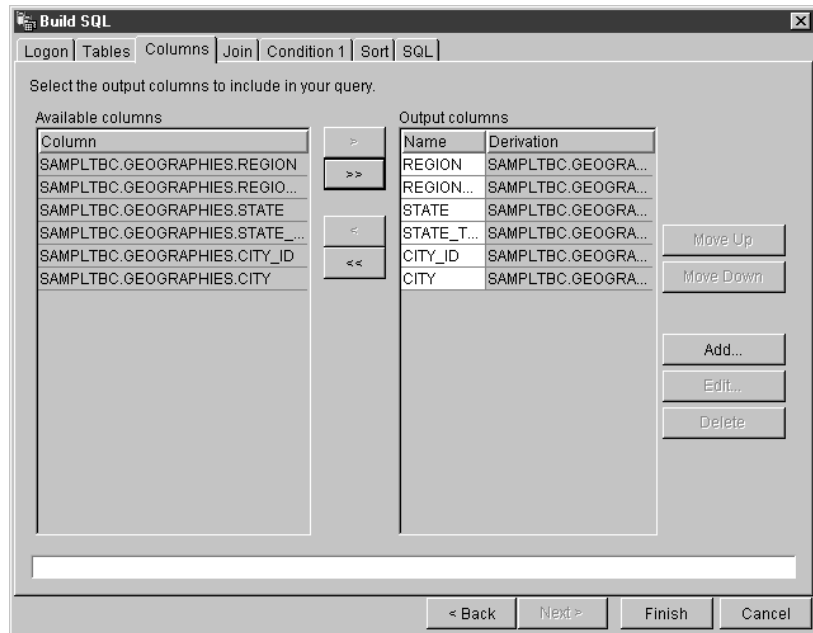 Build SQL
Logon Tables Columns Join Condition 1 Sort SQL
Select the output columns to include in your query.
Available columns
Column
SAMPLTBC.GEOGRAPHIES.REGION
SAMPLTBC.GEOGRAPHIES.REGIO...
SAMPLTBC.GEOGRAPHIES.STATE
SAMPLTBC.GEOGRAPHIES.STATE_...
SAMPLTBC.GEOGRAPHIES.CITY_ID
SAMPLTBC.GEOGRAPHIES.CITY
>
>>
<
<<
Output columns
Name Derivation
REGION SAMPLTBC.GEOGRA...
REGION... SAMPLTBC.GEOGRA...
STATE SAMPLTBC.GEOGRA...
STATE_T... SAMPLTBC.GEOGRA...
CITY_ID SAMPLTBC.GEOGRA...
CITY SAMPLTBC.GEOGRA...
Move Up
Move Down
Add...
Edit...
Delete
< Back Next > Finish Cancel